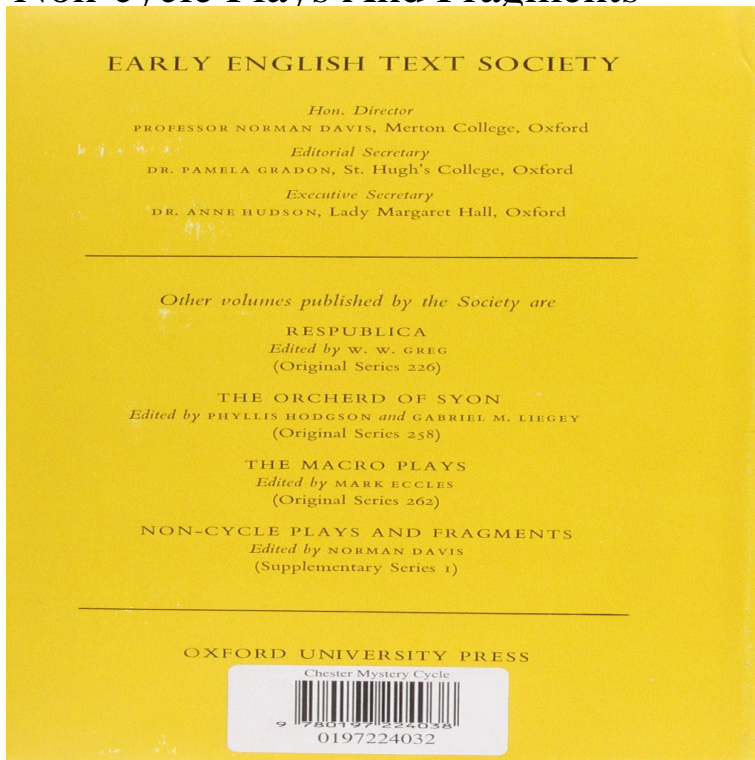 Non-Cycle Plays And Fragments
EARLY ENGLISH TEXT SOCIETY
Hon. Director
PROFESSOR NORMAN DAVIS, Merton College, Oxford
Editorial Secretary
DR. PAMELA GRADON, St. Hugh's College, Oxford
Executive Secretary
DR. ANNE HUDSON, Lady Margaret Hall, Oxford
Other volumes published by the Society are
RESPUBLICA
Edited by W. W. GREG
(Original Series 226)
THE ORCHERD OF SYON
Edited by PHYLLIS HODGSON and GABRIEL M. LIEGEY
(Original Series 258)
THE MACRO PLAYS
Edited by MARK ECCLES
(Original Series 262)
NON-CYCLE PLAYS AND FRAGMENTS
Edited by NORMAN DAVIS
(Supplementary Series 1)
OXFORD UNIVERSITY PRESS
Chester Mystery Cycle
9 780197 224038
0197224032